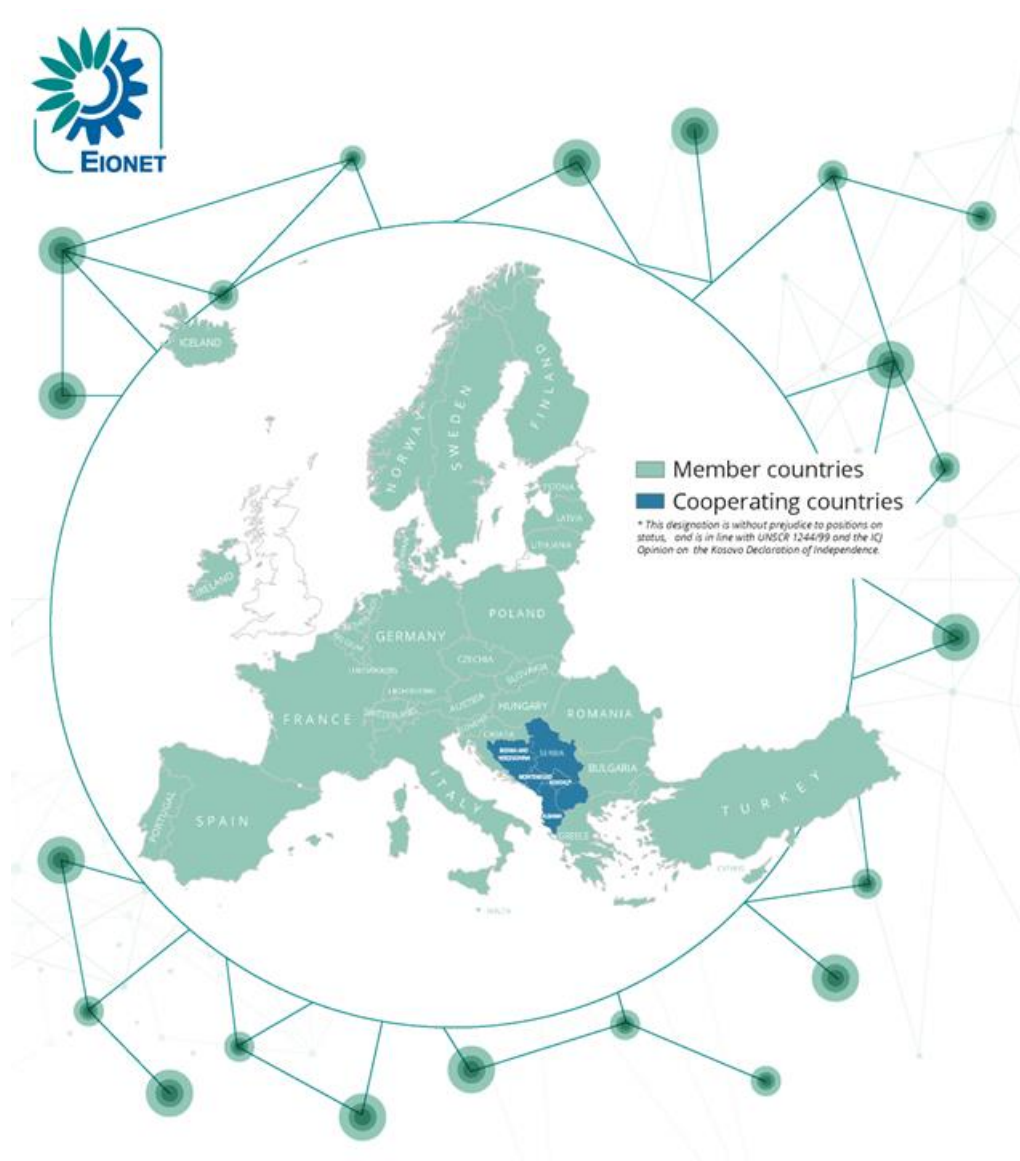 EIONET
ICELAND
FINLAND
SWEDEN
NORWAY
Member countries
Cooperating countries
* This designation is without prejudice to positions on
status, and is in line with UNSCR 1244/99 and the ICJ
Opinion on the Kosovo Declaration of Independence.
LATVIA
LITHUANIA
IRELAND
POLAND
NETHERLANDS
BELGIUM
GERMANY
CZECHIA
SLOVAKIA
AUSTRIA
HUNGARY
SWITZERLAND
FRANCE
ROMANIA
BOSNIA AND
HERZEGOVINA
SERBIA
MONTENEGRO
KOSOVO*
BULGARIA
ITALY
TURKEY
PORTUGAL
SPAIN
ALBANIA
GREECE
CYPRUS
MALTA